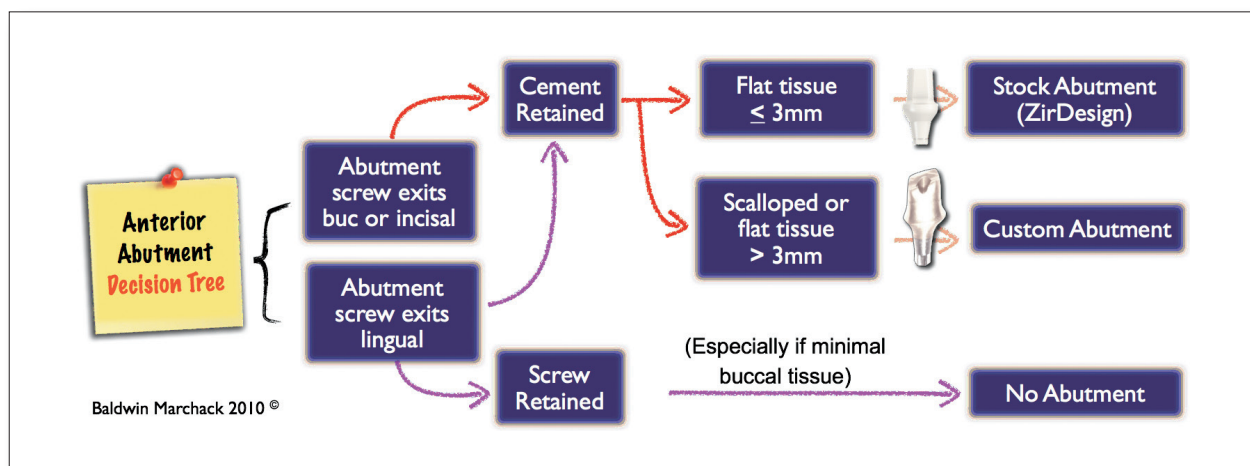 Anterior
Abutment
Decision Tree
Abutment
screw exits
buc or incisal
Abutment
screw exits
lingual
Cement
Retained
Screw
Retained
Flat tissue
≤ 3mm
Scalloped or
flat tissue
> 3mm
(Especially if minimal
buccal tissue)
Stock Abutment
(ZirDesign)
Custom Abutment
No Abutment
Baldwin Marchack 2010 ©